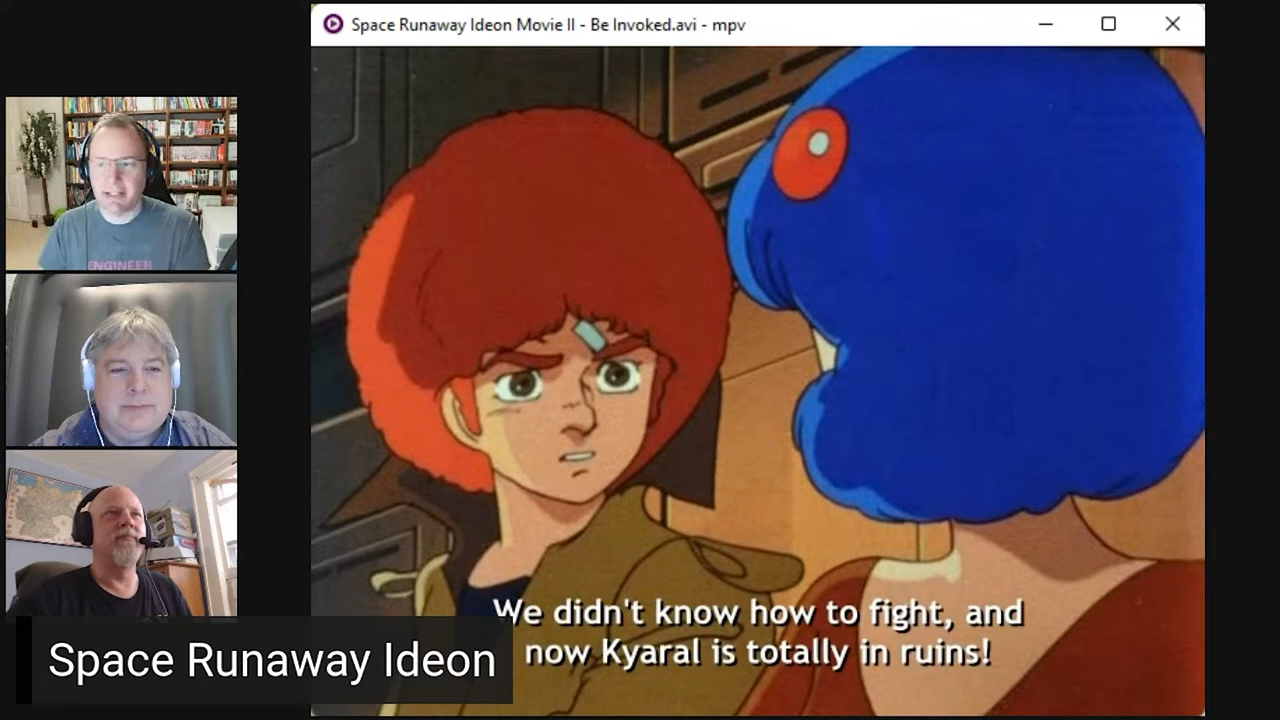 Space Runaway Ideon Movie II - Be Invoked.avi - mpv
ENGINEER
We didn't know how to fight, and
now Kyaral is totally in ruins!
Space Runaway Ideon